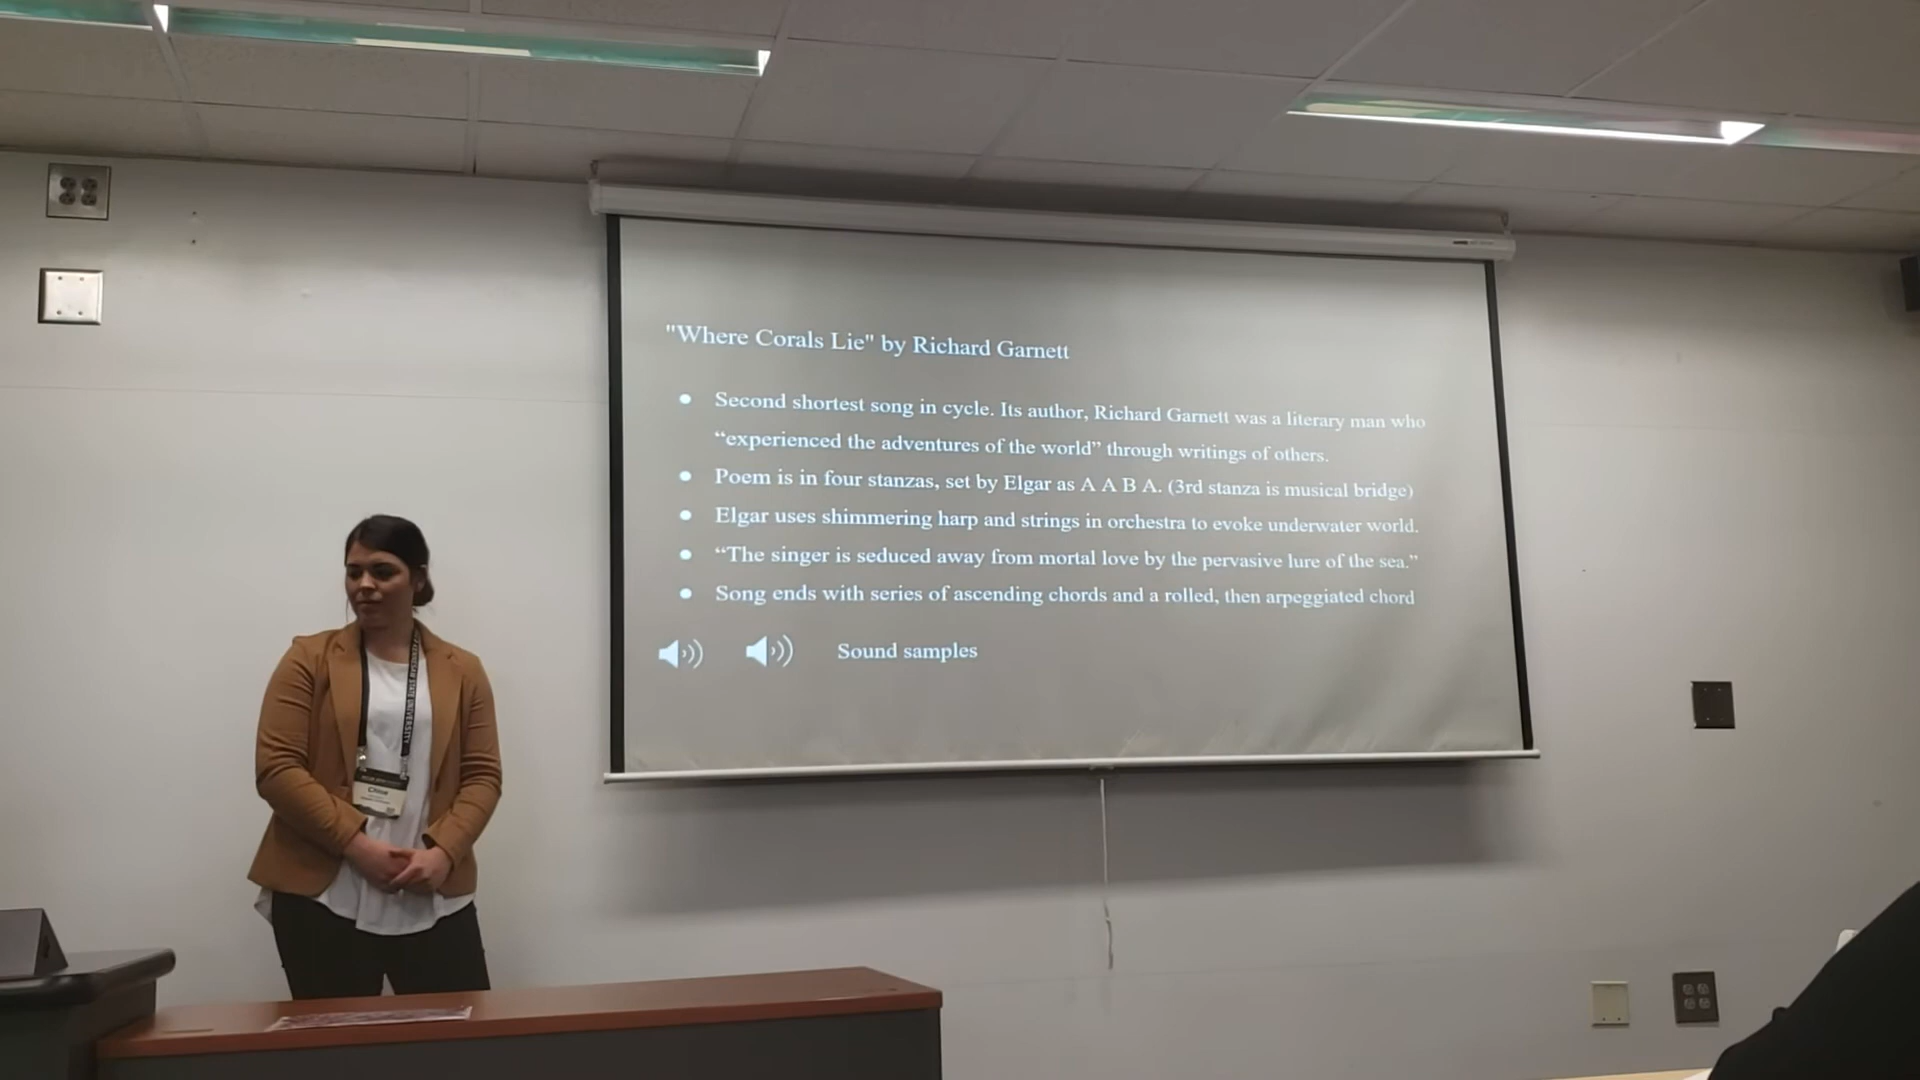 "Where Corals Lie" by Richard Garnett
● Second shortest song in cycle. Its author, Richard Garnett was a literary man who
“experienced the adventures of the world” through writings of others.
● Poem is in four stanzas, set by Elgar as A A B A. (3rd stanza is musical bridge)
● Elgar uses shimmering harp and strings in orchestra to evoke underwater world.
● “The singer is seduced away from mortal love by the pervasive lure of the sea.”
● Song ends with series of ascending chords and a rolled, then arpeggiated chord
Sound samples
KENNESAW STATE UNIVERSITY
Chloe